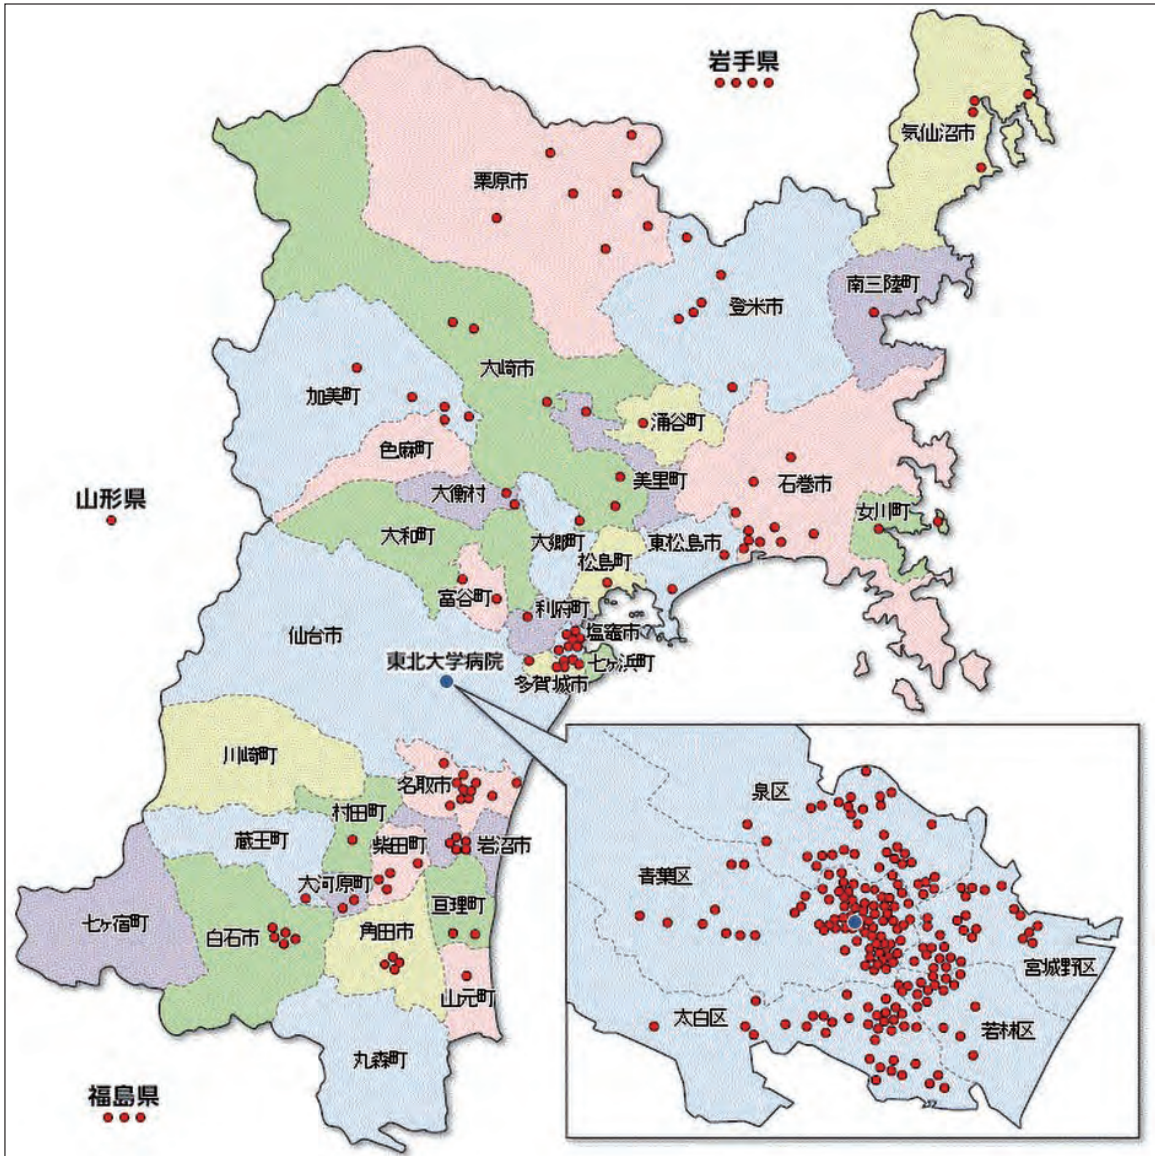 岩手県
気仙沼市
栗原市
南三陸町
登米市
大崎市
加美町
涌谷町
色麻町
美里町
石巻市
大衡村
山形県
女川町
大和町
大郷町
東松島市
松島町
富谷町
利府町
仙台市
塩竈市
東北大学病院
七ヶ浜町
多賀城市
川崎町
名取市
泉区
村田町
蔵王町
柴田町
岩沼市
青葉区
大河原町
亘理町
七ヶ宿町
白石市
角田市
宮城野区
山元町
太白区
若林区
丸森町
福島県